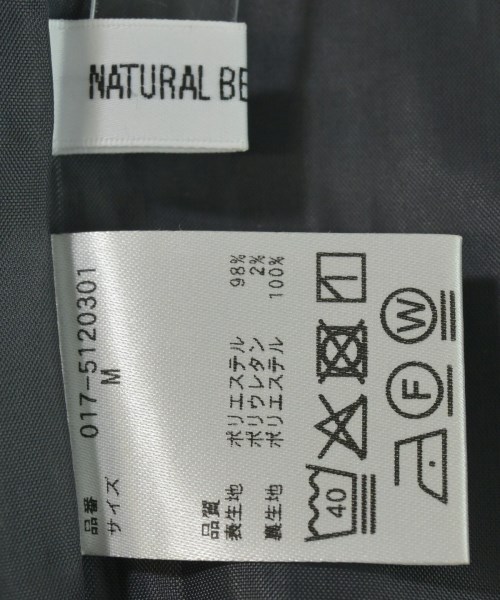 NATURAL BE
品番 017-5120301
サイズ M
品質
表生地 ポリエステル 98%
ポリウレタン 2%
裏生地 ポリエステル 100%
40
F
W